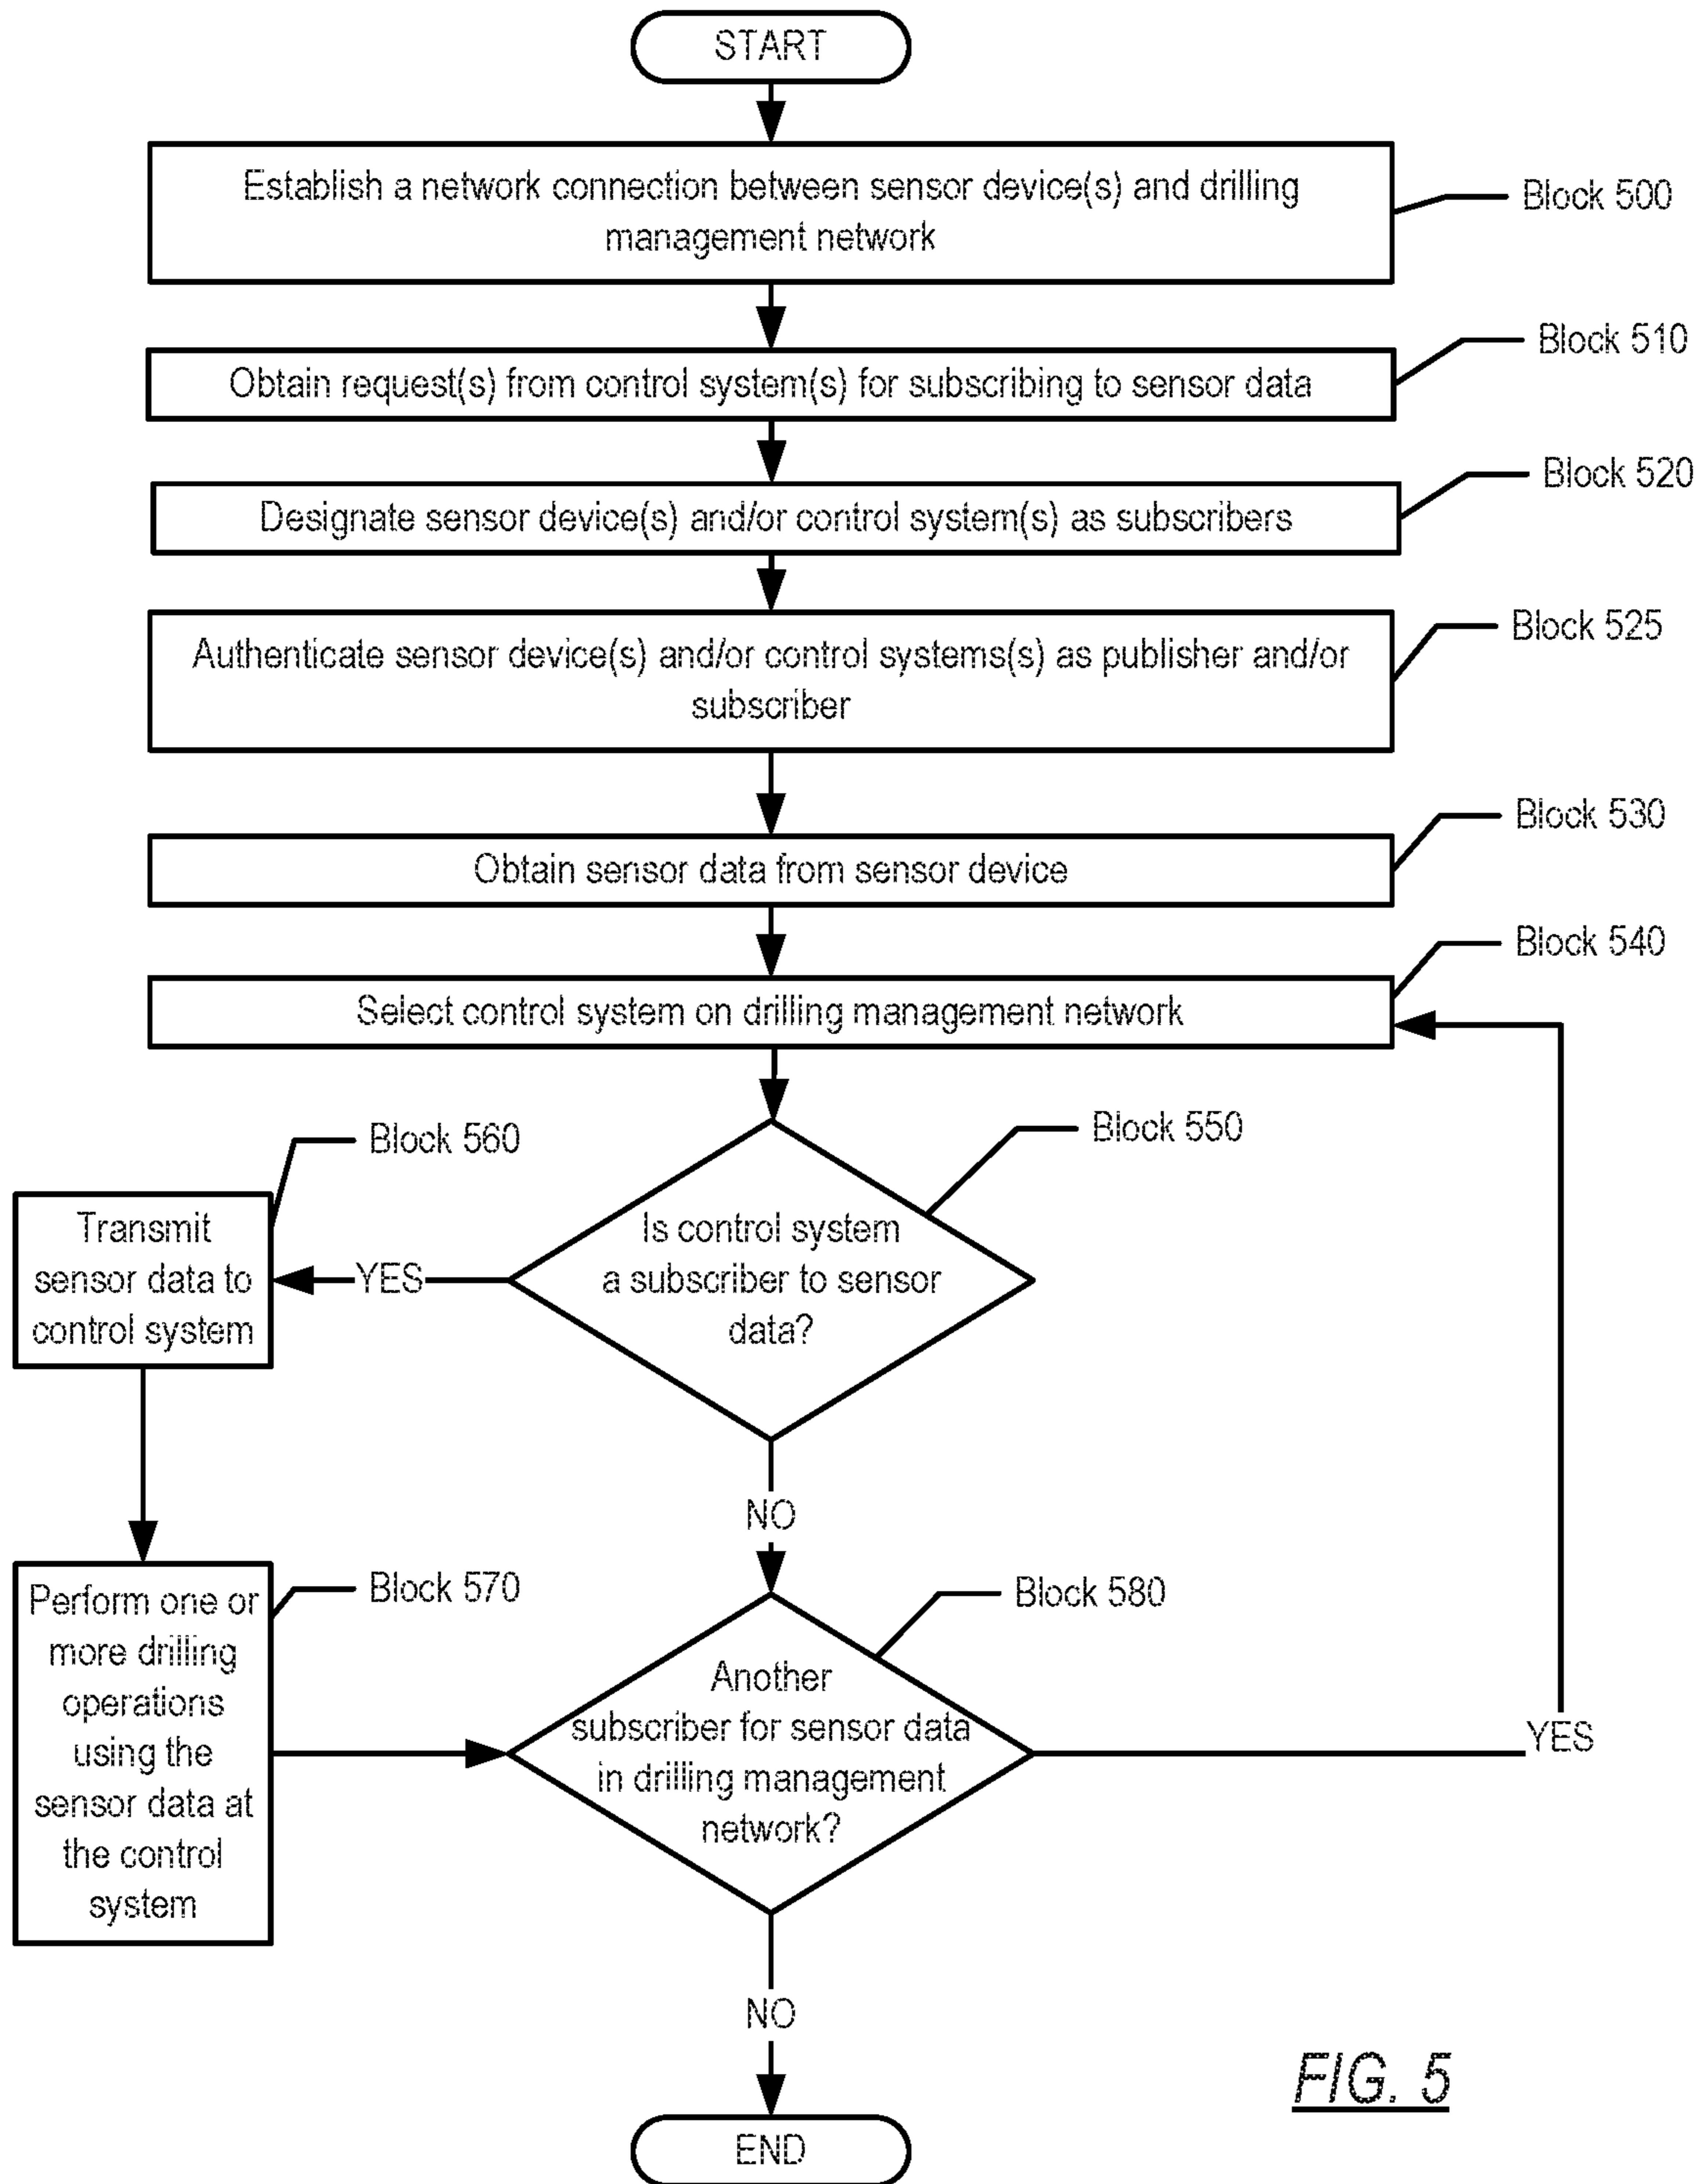 START
Establish a network connection between sensor device(s) and drilling
management network
Block 500
Block 510
Obtain request(s) from control system(s) for subscribing to sensor data
Block 520
Designate sensor device(s) and/or control system(s) as subscribers
Block 525
Authenticate sensor device(s) and/or control systems(s) as publisher and/or
subscriber
Block 530
Obtain sensor data from sensor device
Block 540
Select control system on drilling management network
Block 560
Block 550
Transmit
sensor data to
control system
YES
Is control system
a subscriber to sensor
data?
NO
Block 570
Block 580
Perform one or
more drilling
operations
using the
sensor data at
the control
system
Another
subscriber for sensor data
in drilling management
network?
YES
NO
END
FIG. 5